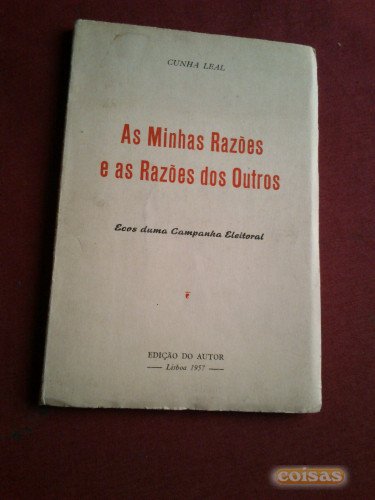 CUNHA LEAL
As Minhas Razões
e as Razões dos Outros
Ecos duma Campanha Eleitoral
EDIÇÃO DO AUTOR
— Lisboa 1957 —
coisas